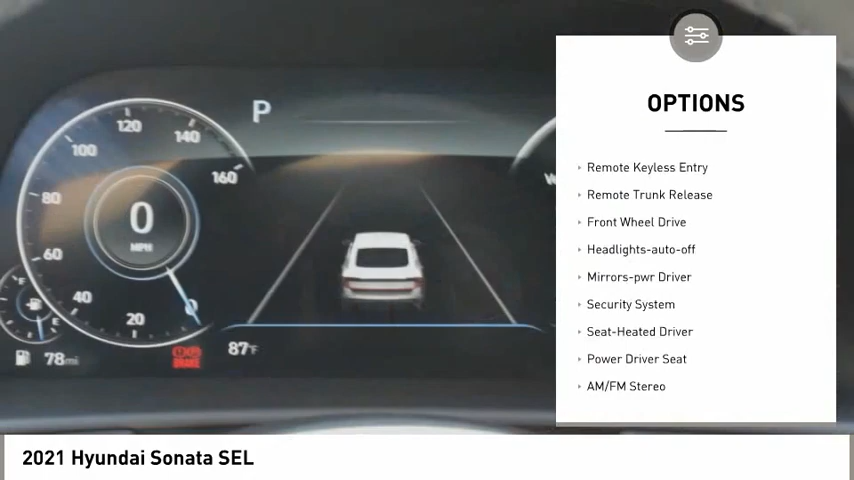 P
120
100
140
160
80
0
MPH
60
40
20
0
F
E
78mi
BRAKE
87°F
OPTIONS
Remote Keyless Entry
Remote Trunk Release
Front Wheel Drive
Headlights-auto-off
Mirrors-pwr Driver
Security System
Seat-Heated Driver
Power Driver Seat
AM/FM Stereo
2021 Hyundai Sonata SEL